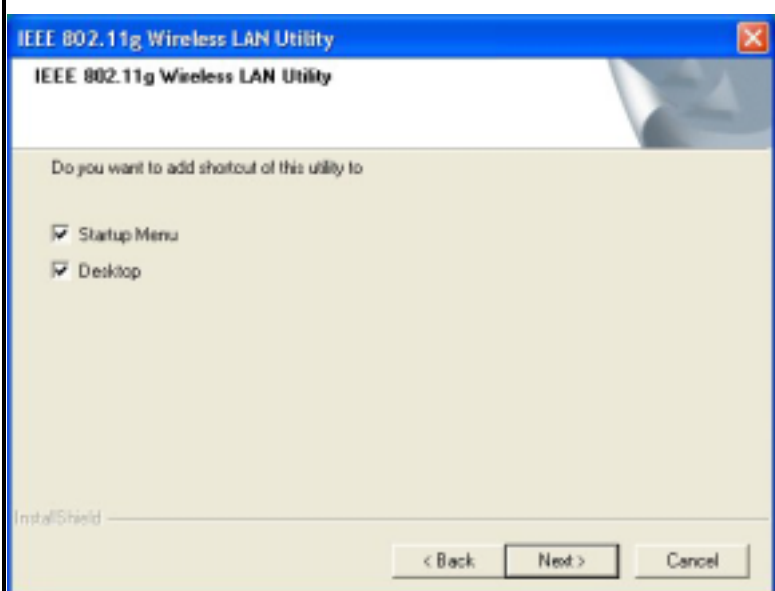 IEEE 802.11g Wireless LAN Utility
IEEE 802.11g Wireless LAN Utility
Do you want to add shortcut of this utility to
Startup Menu
Desktop
InstallShield
< Back Next > Cancel